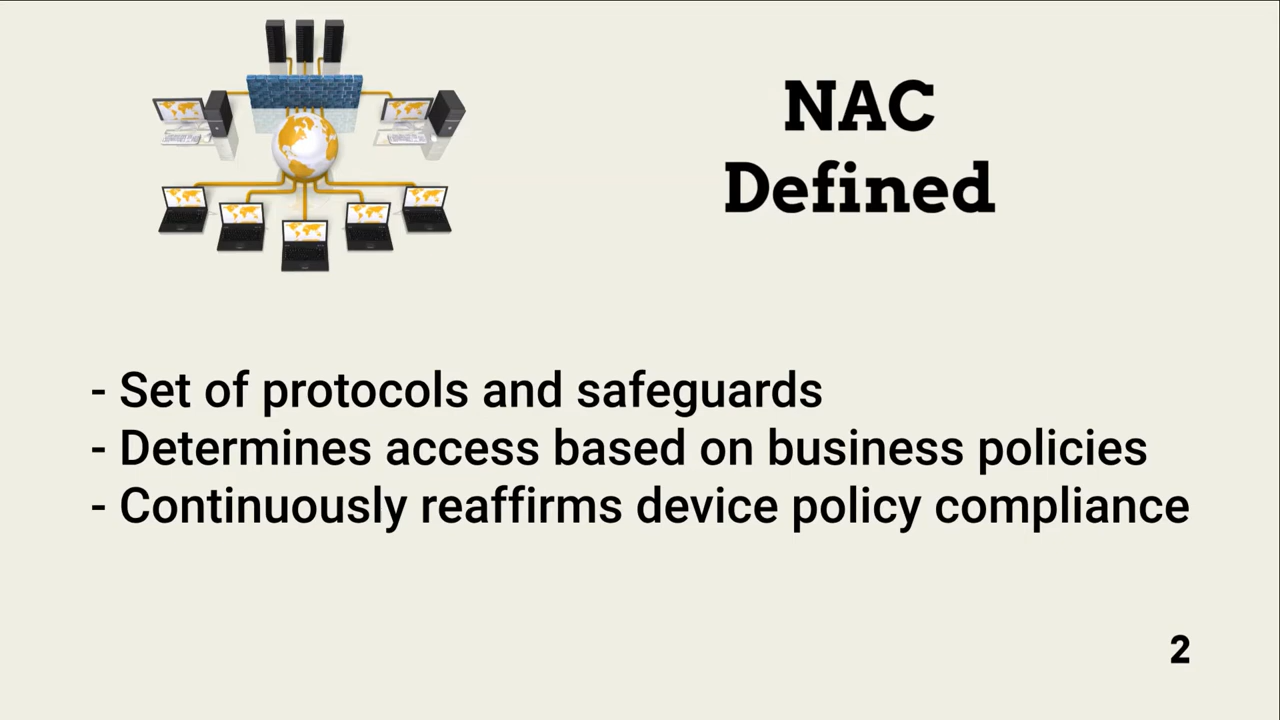 NAC
Defined
- Set of protocols and safeguards
- Determines access based on business policies
- Continuously reaffirms device policy compliance
2